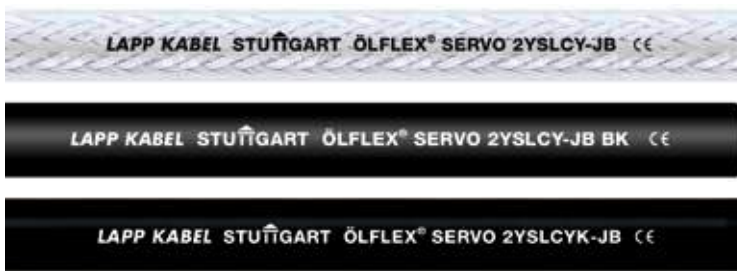 LAPP KABEL STUTTGART ÖLFLEX® SERVO 2YSLCY-JB CE
LAPP KABEL STUTTGART ÖLFLEX® SERVO 2YSLCY-JB BK CE
LAPP KABEL STUTTGART ÖLFLEX® SERVO 2YSLCYK-JB CE